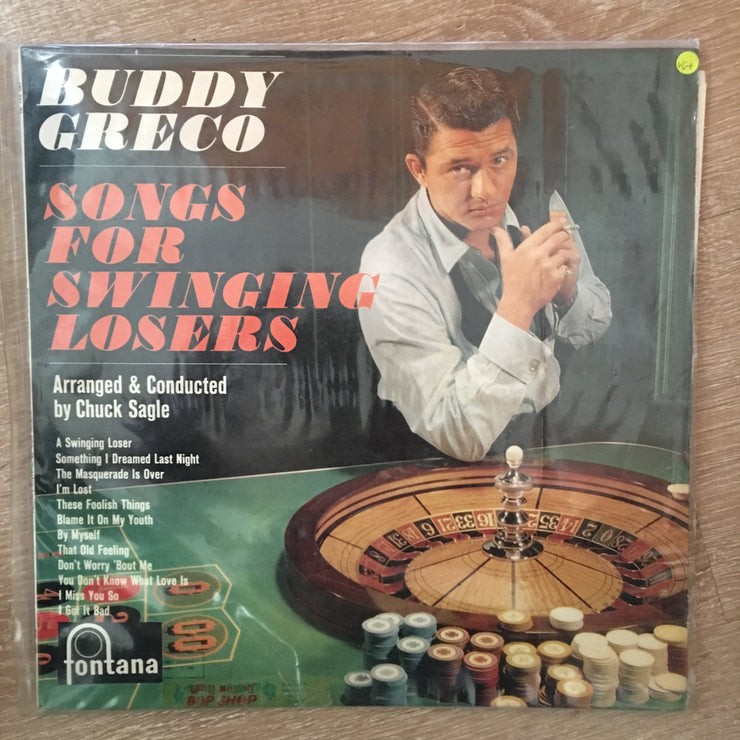 BUDDY
GRECO
SONGS
FOR
SWINGING
LOSERS
Arranged & Conducted
by Chuck Sagle
A Swinging Loser
Something I Dreamed Last Night
The Masquerade Is Over
I'm Lost
These Foolish Things
Blame It On My Youth
By Myself
That Old Feeling
Don't Worry 'Bout Me
You Don't Know What Love Is
I Miss You So
I Got It Bad
fontana
BOP SHOP